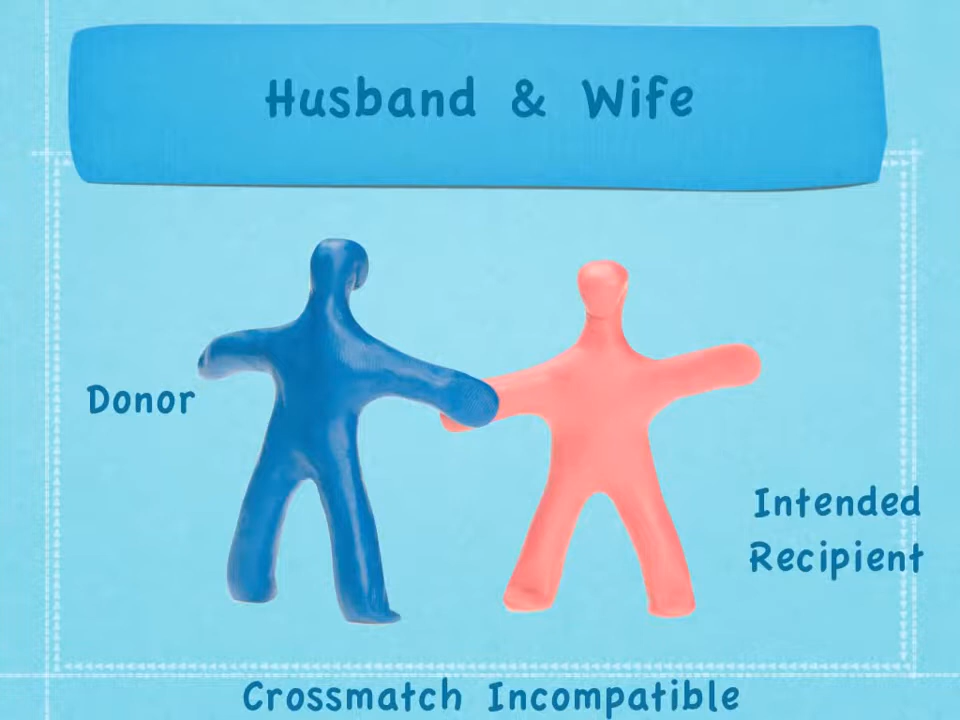 Husband & Wife
Donor
Intended
Recipient
Crossmatch Incompatible